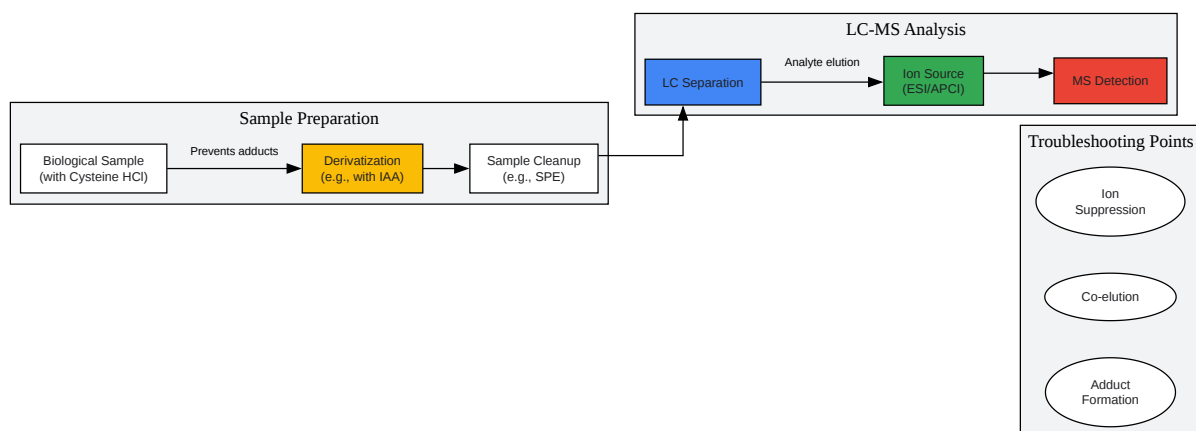 LC-MS Analysis
LC Separation
Analyte elution
Ion Source
(ESI/APCI)
MS Detection
Sample Preparation
Biological Sample
(with Cysteine HCl)
Prevents adducts
Derivatization
(e.g., with IAA)
Sample Cleanup
(e.g., SPE)
Troubleshooting Points
Ion
Suppression
Co-elution
Adduct
Formation